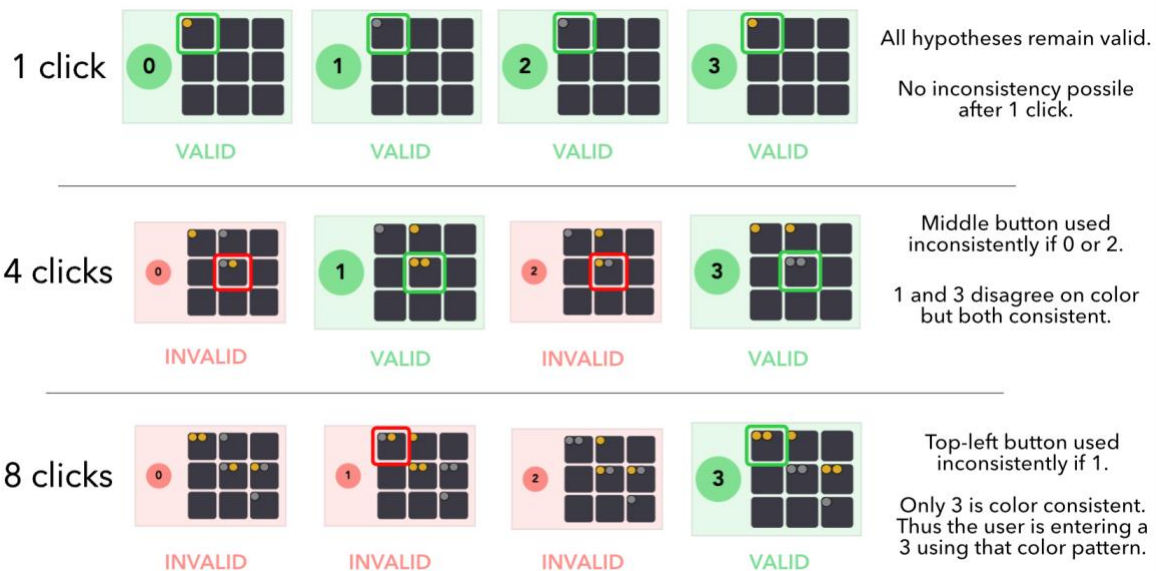 1 click
0
1
2
3
VALID
VALID
VALID
VALID
All hypotheses remain valid.
No inconsistency possile
after 1 click.
4 clicks
0
1
2
3
INVALID
VALID
INVALID
VALID
Middle button used
inconsistently if 0 or 2.
1 and 3 disagree on color
but both consistent.
8 clicks
0
1
2
3
INVALID
INVALID
INVALID
VALID
Top-left button used
inconsistently if 1.
Only 3 is color consistent.
Thus the user is entering a
3 using that color pattern.